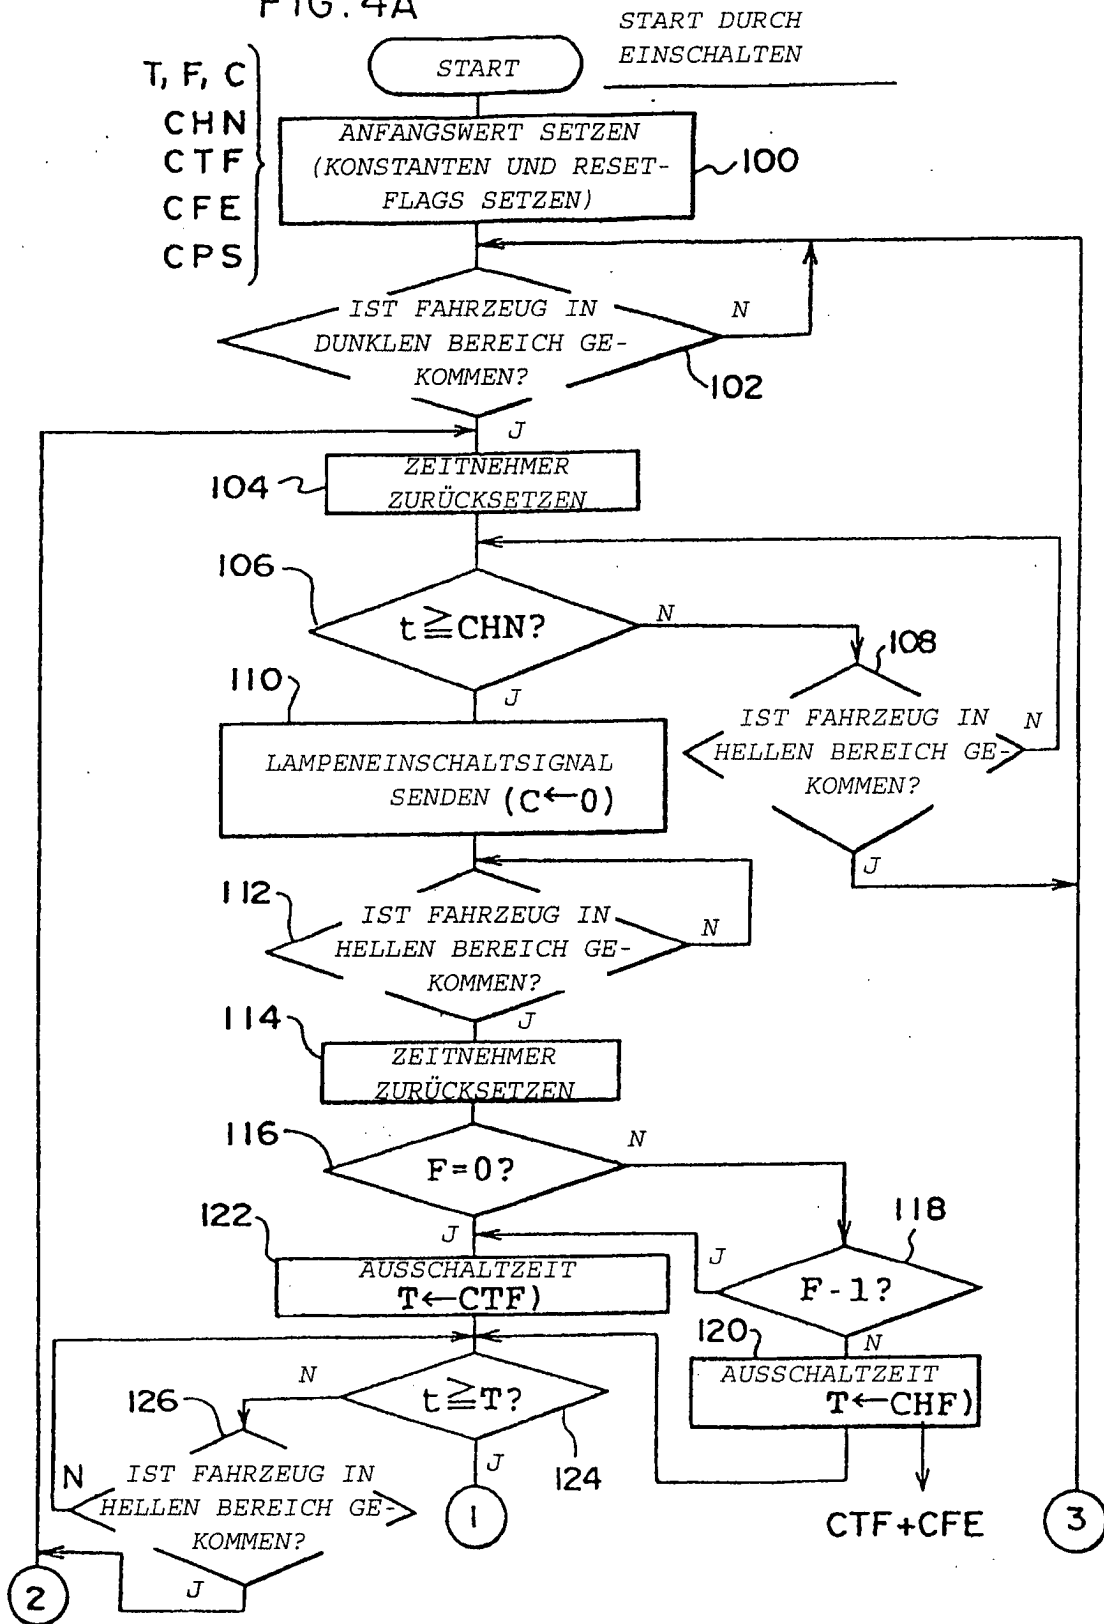 FIG. 4A
START DURCH
EINSCHALTEN
T, F, C
CHN
CTF
CFE
CPS
START
ANFANGSWERT SETZEN
(KONSTANTEN UND RESET-
FLAGS SETZEN)
100
IST FAHRZEUG IN
DUNKLEN BEREICH GE-
KOMMEN?
N
102
J
104
ZEITNEHMER
ZURÜCKSETZEN
106
t≧CHN?
N
J
108
IST FAHRZEUG IN
HELLEN BEREICH GE-
KOMMEN?
N
J
110
LAMPENEINSCHALTSIGNAL
SENDEN (C←0)
112
IST FAHRZEUG IN
HELLEN BEREICH GE-
KOMMEN?
N
J
114
ZEITNEHMER
ZURÜCKSETZEN
116
F=0?
N
J
118
F-1?
J
N
122
AUSSCHALTZEIT
T←CTF)
120
AUSSCHALTZEIT
T←CHF)
CTF+CFE
t≧T?
N
J
124
126
IST FAHRZEUG IN
HELLEN BEREICH GE-
KOMMEN?
N
J
1
2
3